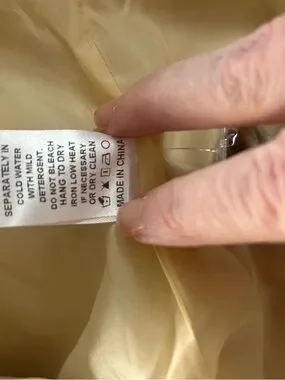 SEPARATELY IN
COLD WATER
WITH MILD
DETERGENT.
DO NOT BLEACH
HANG TO DRY
IRON LOW HEAT
IF NECESSARY
OR DRY CLEAN
MADE IN CHINA